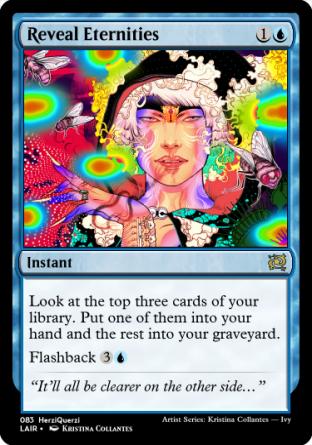 Reveal Eternities 1
Instant
Look at the top three cards of your
library. Put one of them into your
hand and the rest into your graveyard.
Flashback 3
“It’ll all be clearer on the other side…”
083 HerziQuerzi Artist Series: Kristina Collantes — Ivy
LAIR • Kristina Collantes